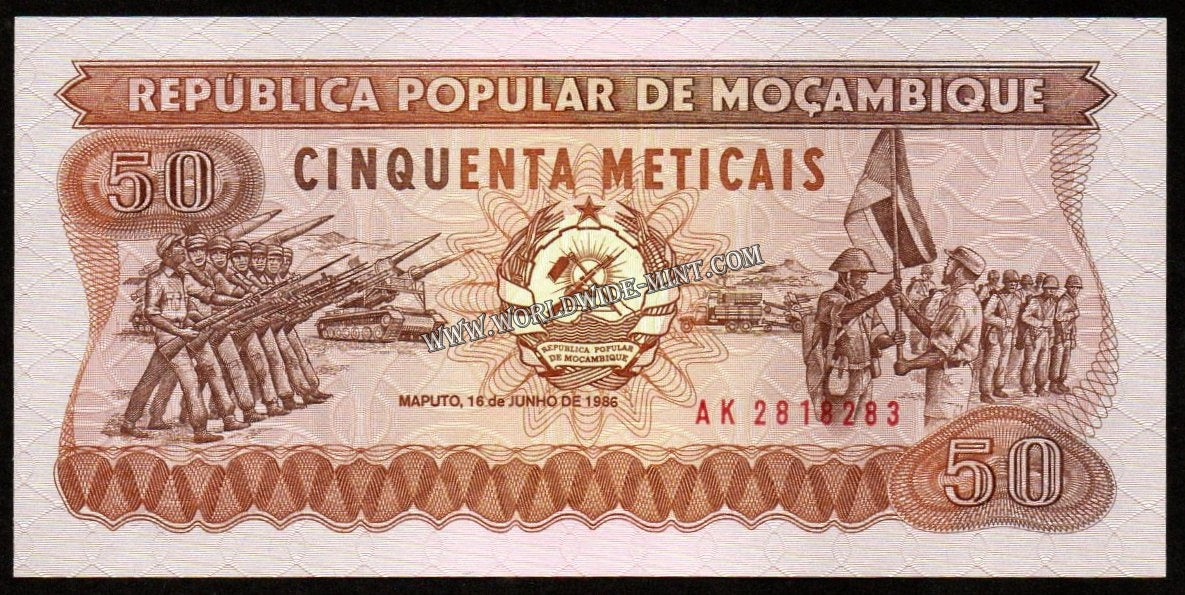 REPÚBLICA POPULAR DE MOÇAMBIQUE
50
CINQUENTA METICAIS
WWW.WORLDWIDE-MINT.COM
REPÚBLICA POPULAR
DE MOÇAMBIQUE
MAPUTO, 16 de JUNHO DE 1986
AK 2818283
50